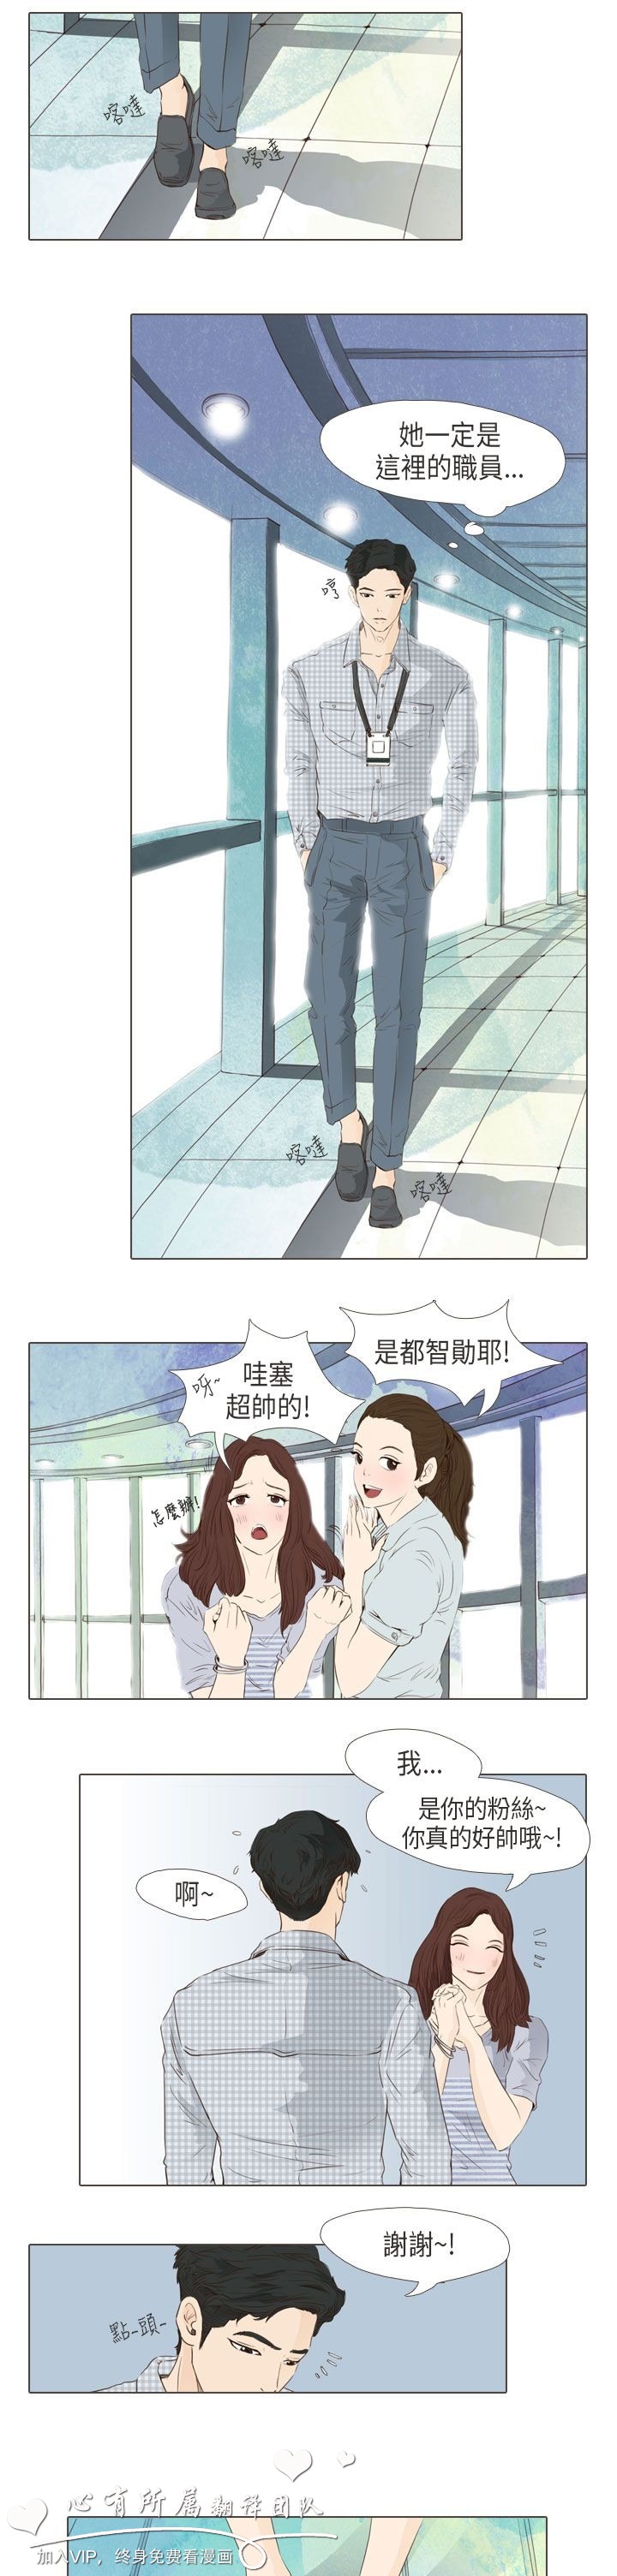 喀噠
喀噠
她一定是
這裡的職員...
哼
喀噠
喀噠
是都智勛耶!
呀~
哇塞
超帥的!
怎麼辦!
我...
是你的粉絲~
你真的好帥哦~!
啊~
謝謝~!
點-頭-
心有所属翻译团队
加入VIP，终身免费看漫画